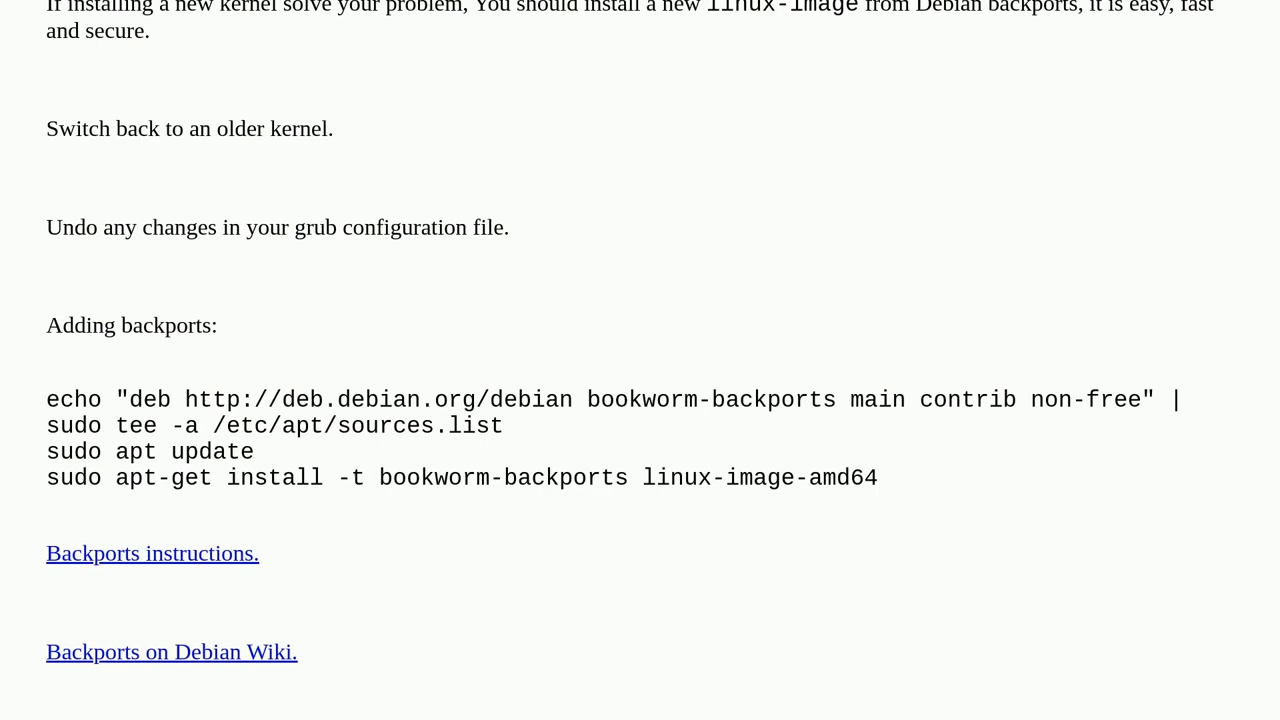 If installing a new kernel solve your problem, You should install a new linux-image from Debian backports, it is easy, fast
and secure.
Switch back to an older kernel.
Undo any changes in your grub configuration file.
Adding backports:
echo "deb http://deb.debian.org/debian bookworm-backports main contrib non-free" |
sudo tee -a /etc/apt/sources.list
sudo apt update
sudo apt-get install -t bookworm-backports linux-image-amd64
Backports instructions.
Backports on Debian Wiki.